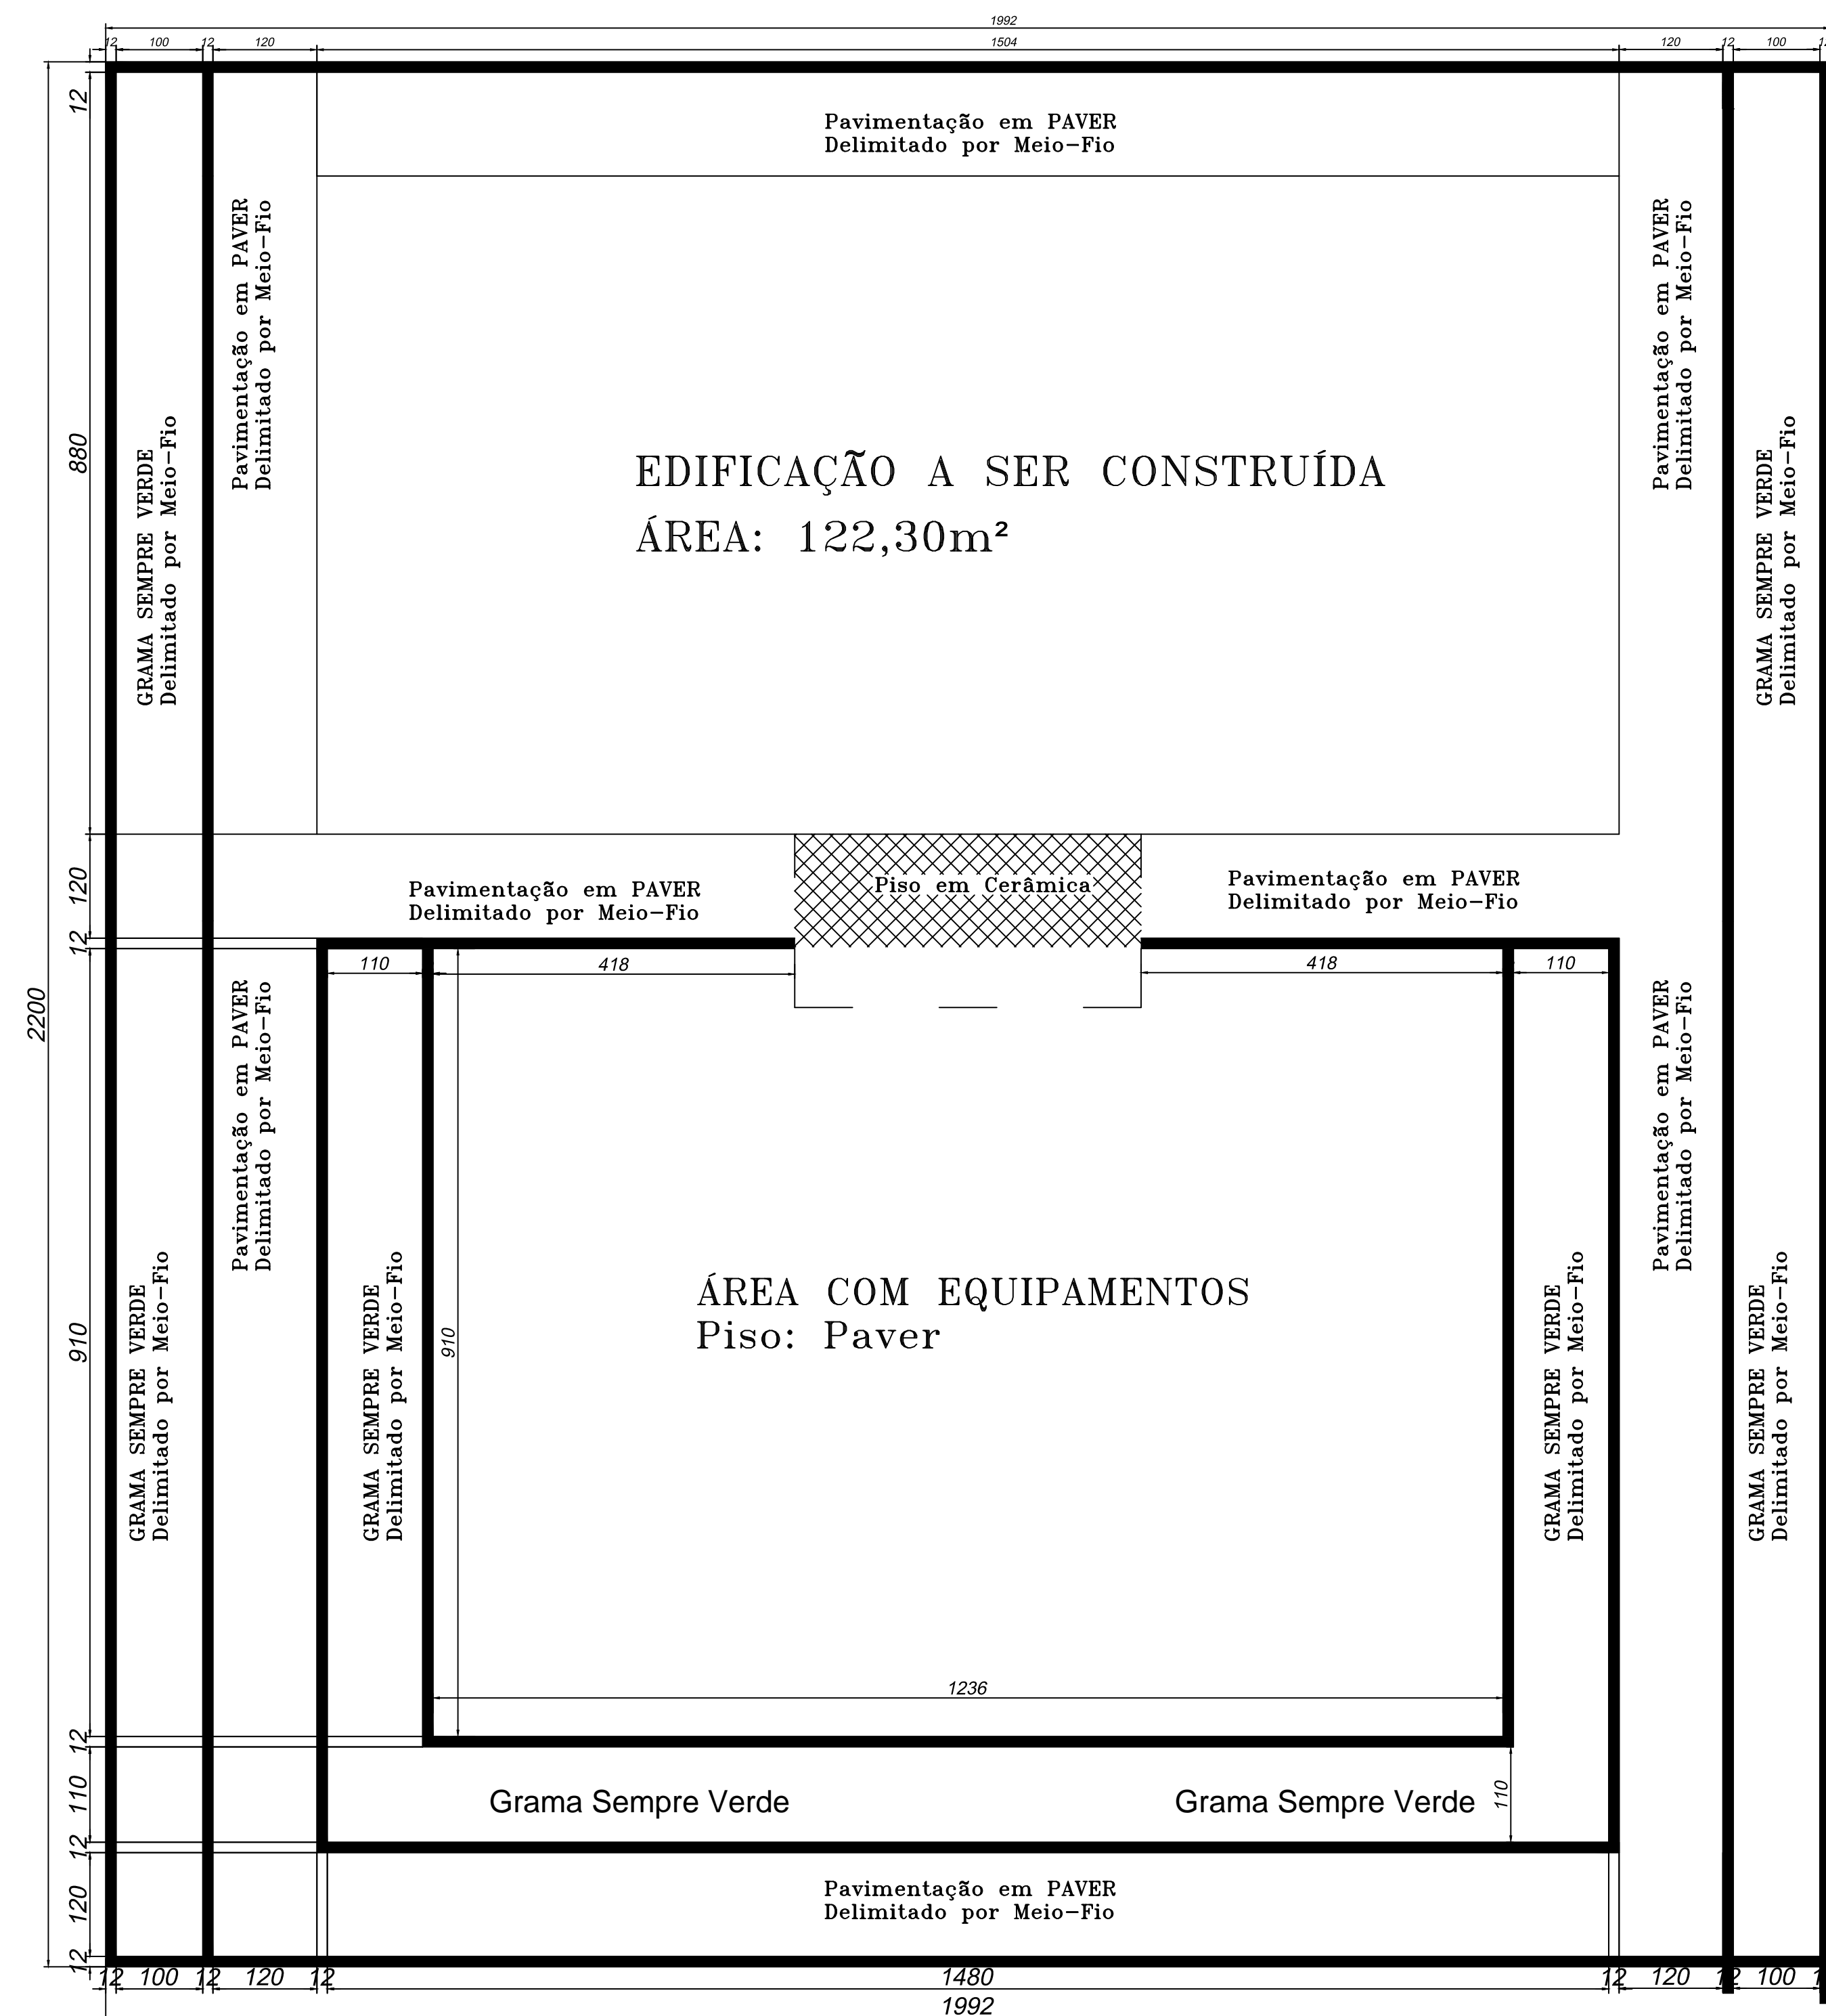 1992
12 100 12 120 1504 120 12 100 12
12
Pavimentação em PAVER
Delimitado por Meio-Fio
Pavimentação em PAVER
Delimitado por Meio-Fio
Pavimentação em PAVER
Delimitado por Meio-Fio
880
GRAMA SEMPRE VERDE
Delimitado por Meio-Fio
EDIFICAÇÃO A SER CONSTRUÍDA
ÁREA: 122,30m²
GRAMA SEMPRE VERDE
Delimitado por Meio-Fio
120
Pavimentação em PAVER
Delimitado por Meio-Fio
Piso em Cerâmica
Pavimentação em PAVER
Delimitado por Meio-Fio
12
110 418 418 110
2200
Pavimentação em PAVER
Delimitado por Meio-Fio
Pavimentação em PAVER
Delimitado por Meio-Fio
910
GRAMA SEMPRE VERDE
Delimitado por Meio-Fio
GRAMA SEMPRE VERDE
Delimitado por Meio-Fio
910
ÁREA COM EQUIPAMENTOS
Piso: Paver
GRAMA SEMPRE VERDE
Delimitado por Meio-Fio
GRAMA SEMPRE VERDE
Delimitado por Meio-Fio
1236
12
110
Grama Sempre Verde
Grama Sempre Verde
110
12
120
Pavimentação em PAVER
Delimitado por Meio-Fio
12
12 100 12 120 12 1480 12 120 12 100
1992